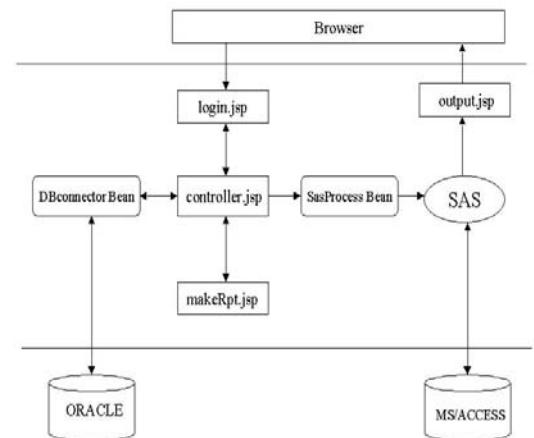 Browser
login.jsp
output.jsp
DBconnector Bean
controller.jsp
SasProcess Bean
SAS
makeRpt.jsp
ORACLE
MS/ACCESS